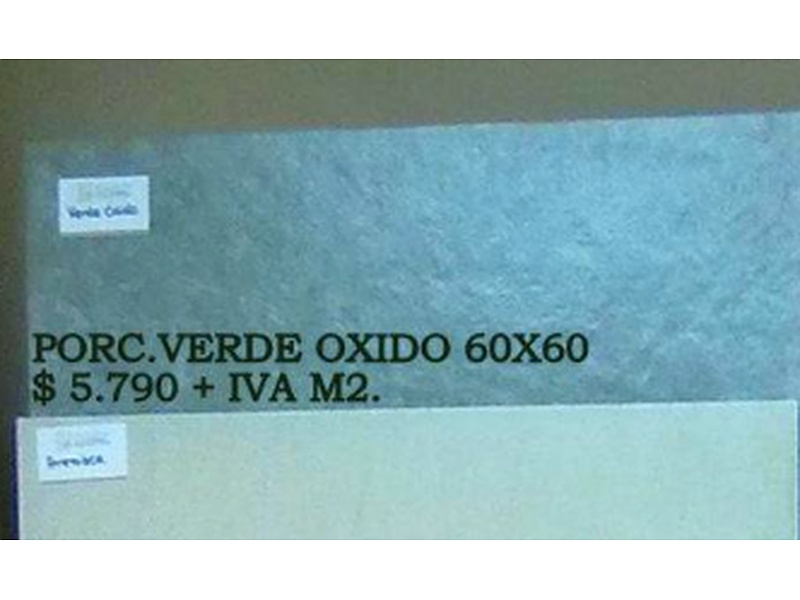 Verde Oxido
PORC.VERDE OXIDO 60X60
$ 5.790 + IVA M2.